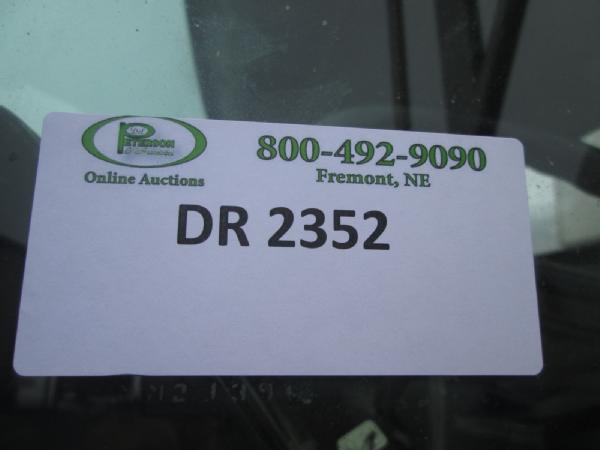 PETERSON
Online Auctions
800-492-9090
Fremont, NE
DR 2352